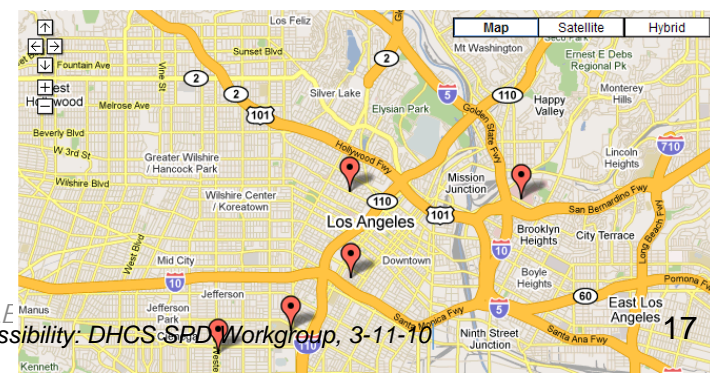 Los Feliz
Map Satellite Hybrid
Mt Washington
Sunset Blvd
Ernest E Debs
Regional Pk
Fountain Ave
2
2
5
110
Vine St
2
Silver Lake
Monterey
Hills
Happy
Valley
Melrose Ave
101
Elysian Park
Golden State Fwy
Beverly Blvd
Hollywood Fwy
710
W 3rd St
Greater Wilshire
/ Hancock Park
Lincoln
Heights
Mission
Junction
Wilshire Blvd
Wilshire Center
/ Koreatown
110
101
San Bernardino Fwy
Los Angeles
Brooklyn
Heights
City Terrace
West Blvd
10
Long Beach Fwy
Mid City
Downtown
Boyle
Heights
10
Pomona F
Jefferson
60
5
East Los
Angeles
Manus
Jefferson
Park
Santa Monica Fwy
17
ssibility: DHCS SPD Workgroup, 3-11-10
110
Ninth Street
Junction
Santa Ana Fwy
Kenneth